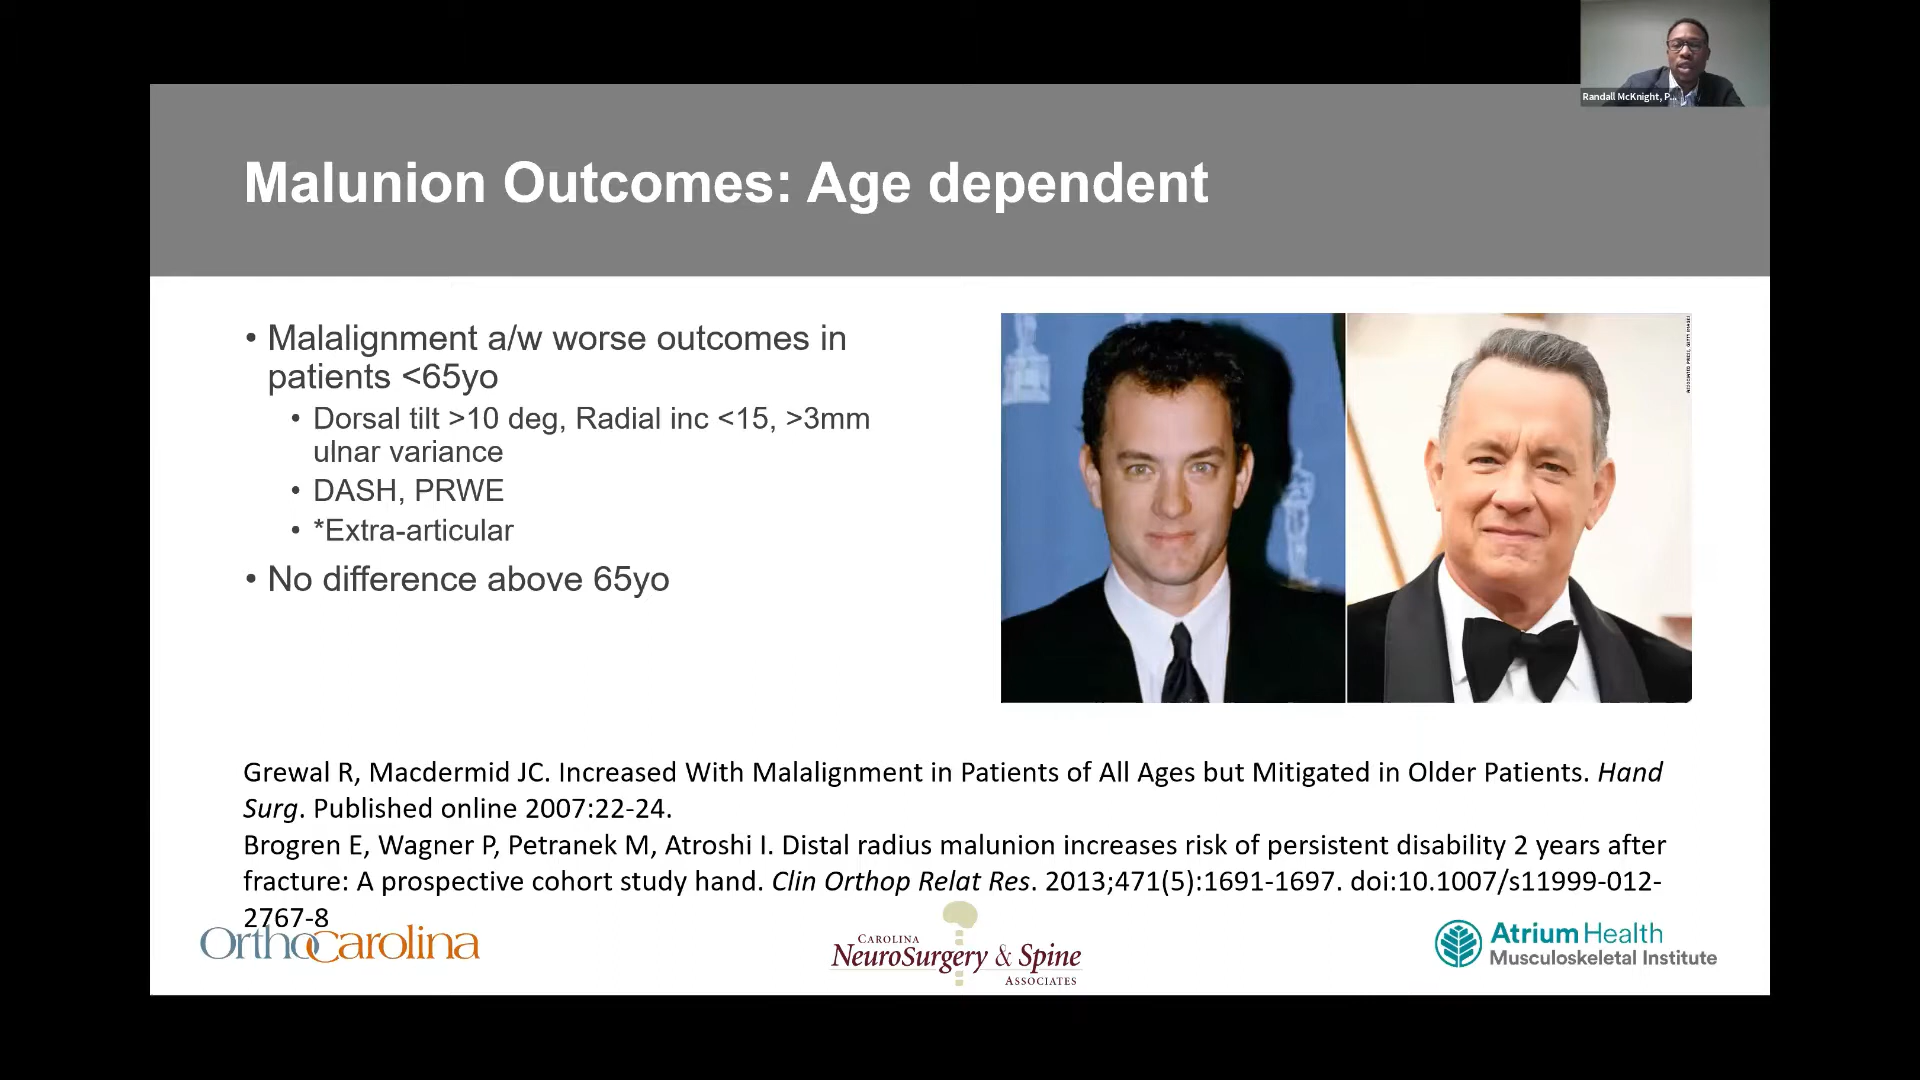 Randall McKnight, P...
Malunion Outcomes: Age dependent
• Malalignment a/w worse outcomes in
patients <65yo
• Dorsal tilt >10 deg, Radial inc <15, >3mm
ulnar variance
• DASH, PRWE
• *Extra-articular
• No difference above 65yo
ASSOCIATED PRESS, GETTY IMAGES
Grewal R, Macdermid JC. Increased With Malalignment in Patients of All Ages but Mitigated in Older Patients. Hand
Surg. Published online 2007:22-24.
Brogren E, Wagner P, Petranek M, Atroshi I. Distal radius malunion increases risk of persistent disability 2 years after
fracture: A prospective cohort study hand. Clin Orthop Relat Res. 2013;471(5):1691-1697. doi:10.1007/s11999-012-
2767-8
OrthoCarolina
CAROLINA
NEUROSURGERY & SPINE
ASSOCIATES
Atrium Health
Musculoskeletal Institute